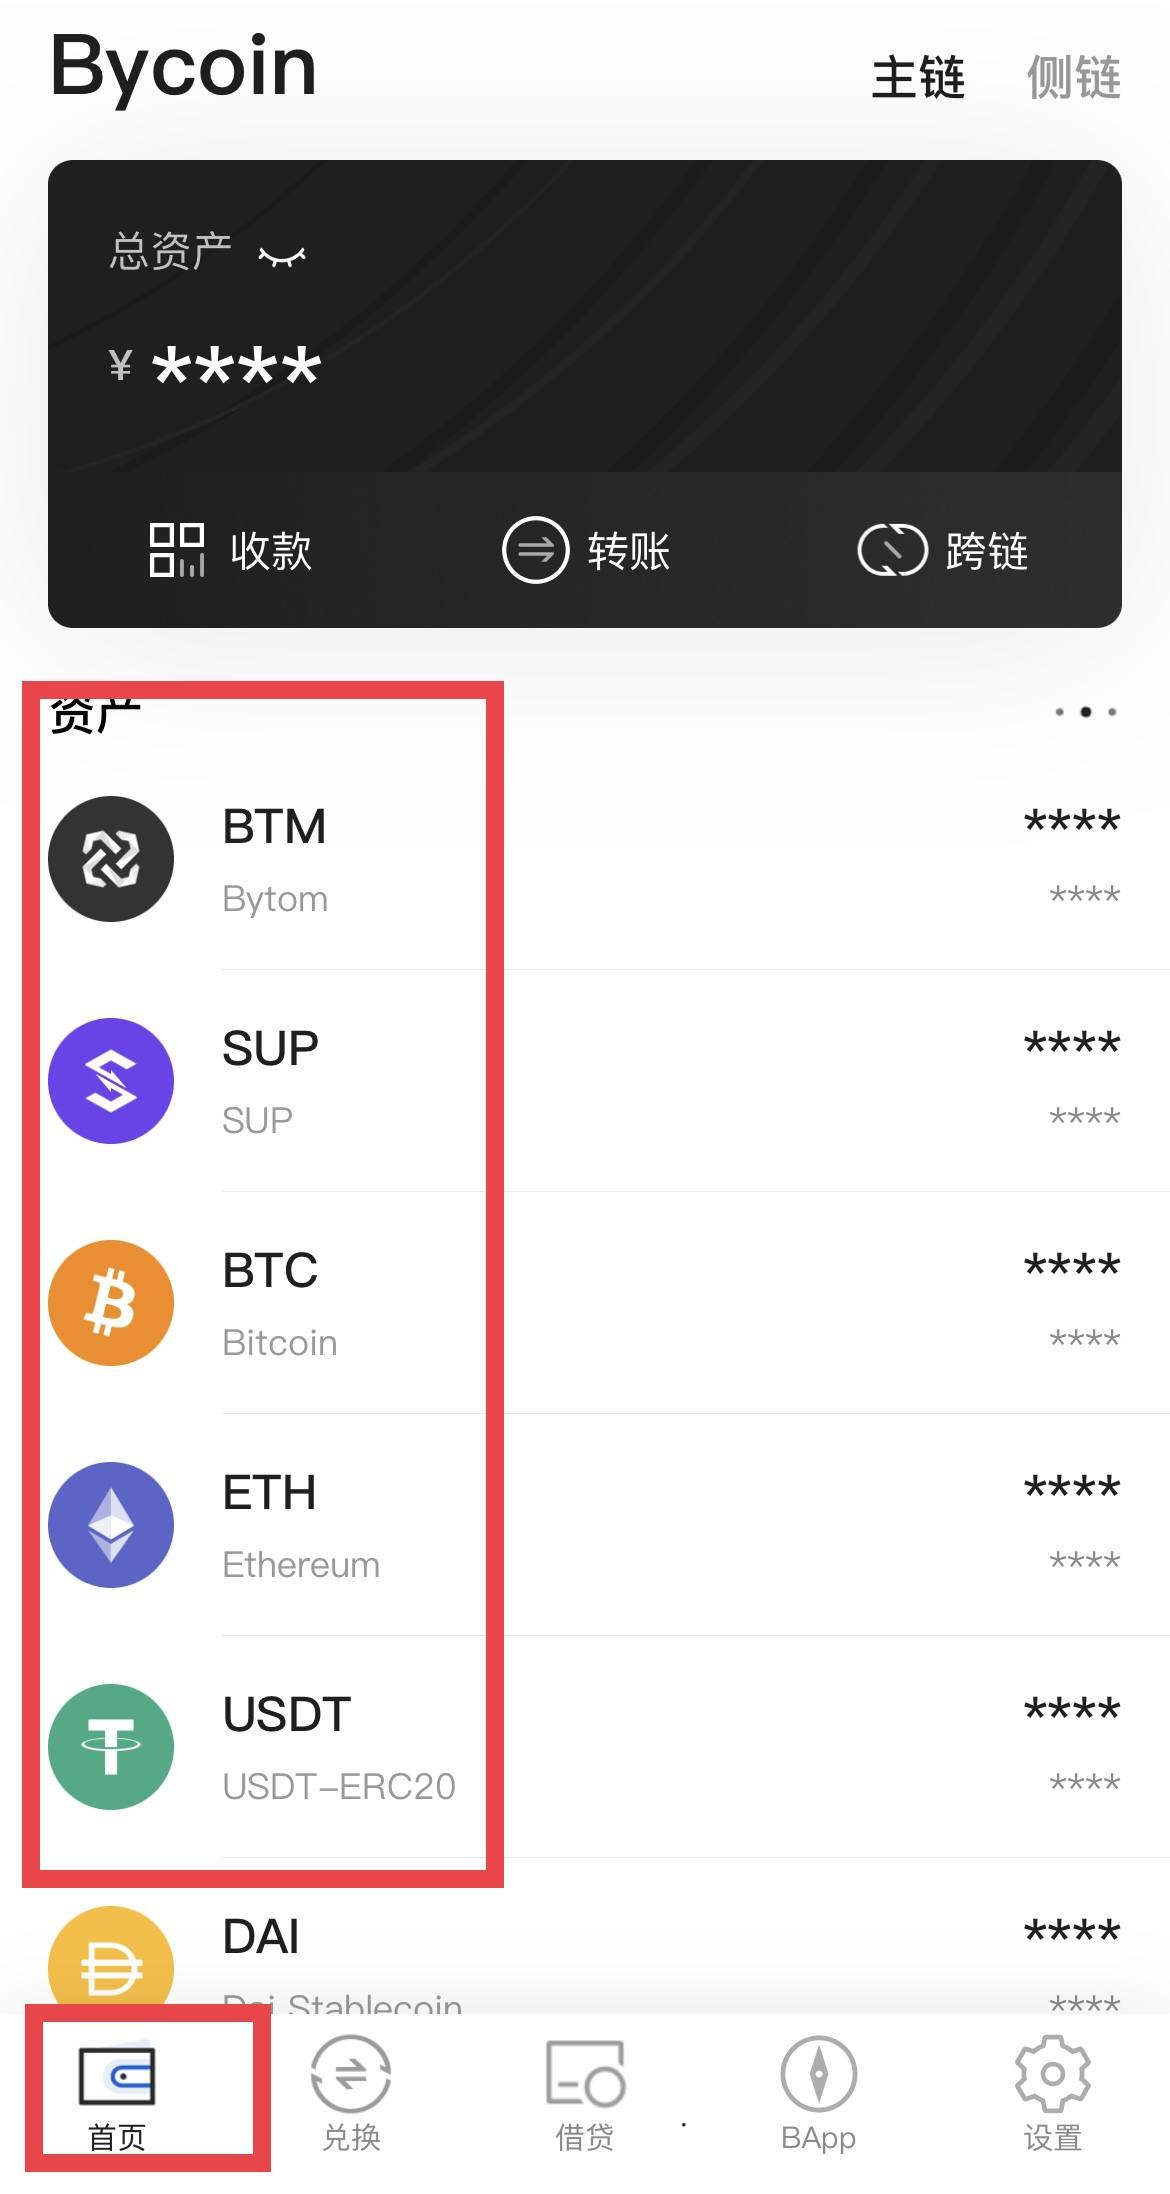 Bycoin
主链 侧链
总资产
¥ ****
收款 转账 跨链
资产
BTM ****
Bytom ****
SUP ****
SUP ****
BTC ****
Bitcoin ****
ETH ****
Ethereum ****
USDT ****
USDT-ERC20 ****
DAI ****
Dai Stablecoin ****
首页 兑换 借贷 BApp 设置